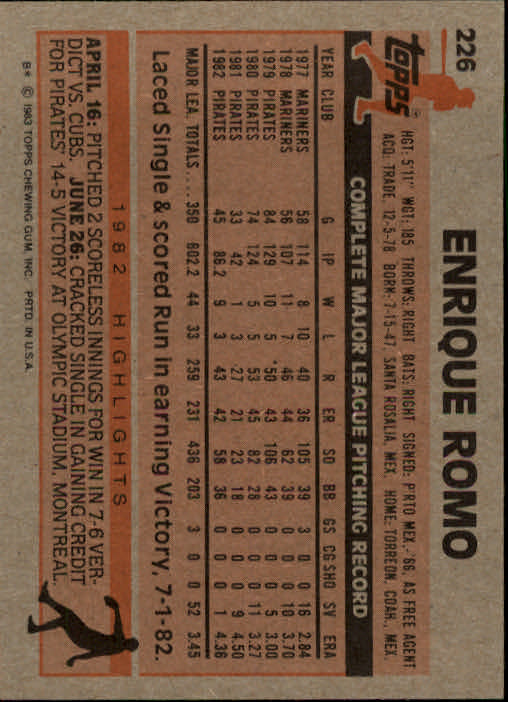 226
topps®
ENRIQUE ROMO
HGT: 5'11" WGT: 185 THROWS: RIGHT BATS: RIGHT SIGNED: P'RTO MEX.-'66, AS FREE AGENT
ACQ: TRADE, 12-5-78 BORN: 7-15-47, SANTA ROSALIA, MEX. HOME: TORREON, COAH., MEX.
COMPLETE MAJOR LEAGUE PITCHING RECORD
YEAR CLUB G IP W L R ER SO BB GS CG SHO SV ERA
1977 MARINERS 58 114 8 10 40 36 105 39 3 0 0 16 2.84
1978 MARINERS 56 107 11 7 46 44 62 39 0 0 0 10 3.70
1979 PIRATES 84 129 10 5 *50 43 106 43 0 0 0 5 3.00
1980 PIRATES 74 124 5 5 53 45 82 28 0 0 0 11 3.27
1981 PIRATES 33 42 1 3 27 21 23 18 0 0 0 9 4.50
1982 PIRATES 45 86.2 9 3 43 42 58 36 0 0 0 1 4.36
MAJOR LEA. TOTALS .... 350 602.2 44 33 259 231 436 203 3 0 0 52 3.45
Laced Single & scored Run in earning Victory, 7-1-82.
1982 HIGHLIGHTS
APRIL 16: PITCHED 2 SCORELESS INNINGS FOR WIN IN 7-6 VER-
DICT VS. CUBS. JUNE 26: CRACKED SINGLE IN GAINING CREDIT
FOR PIRATES' 14-5 VICTORY AT OLYMPIC STADIUM, MONTREAL.
B* © 1983 TOPPS CHEWING GUM, INC. PRTD. IN U.S.A.